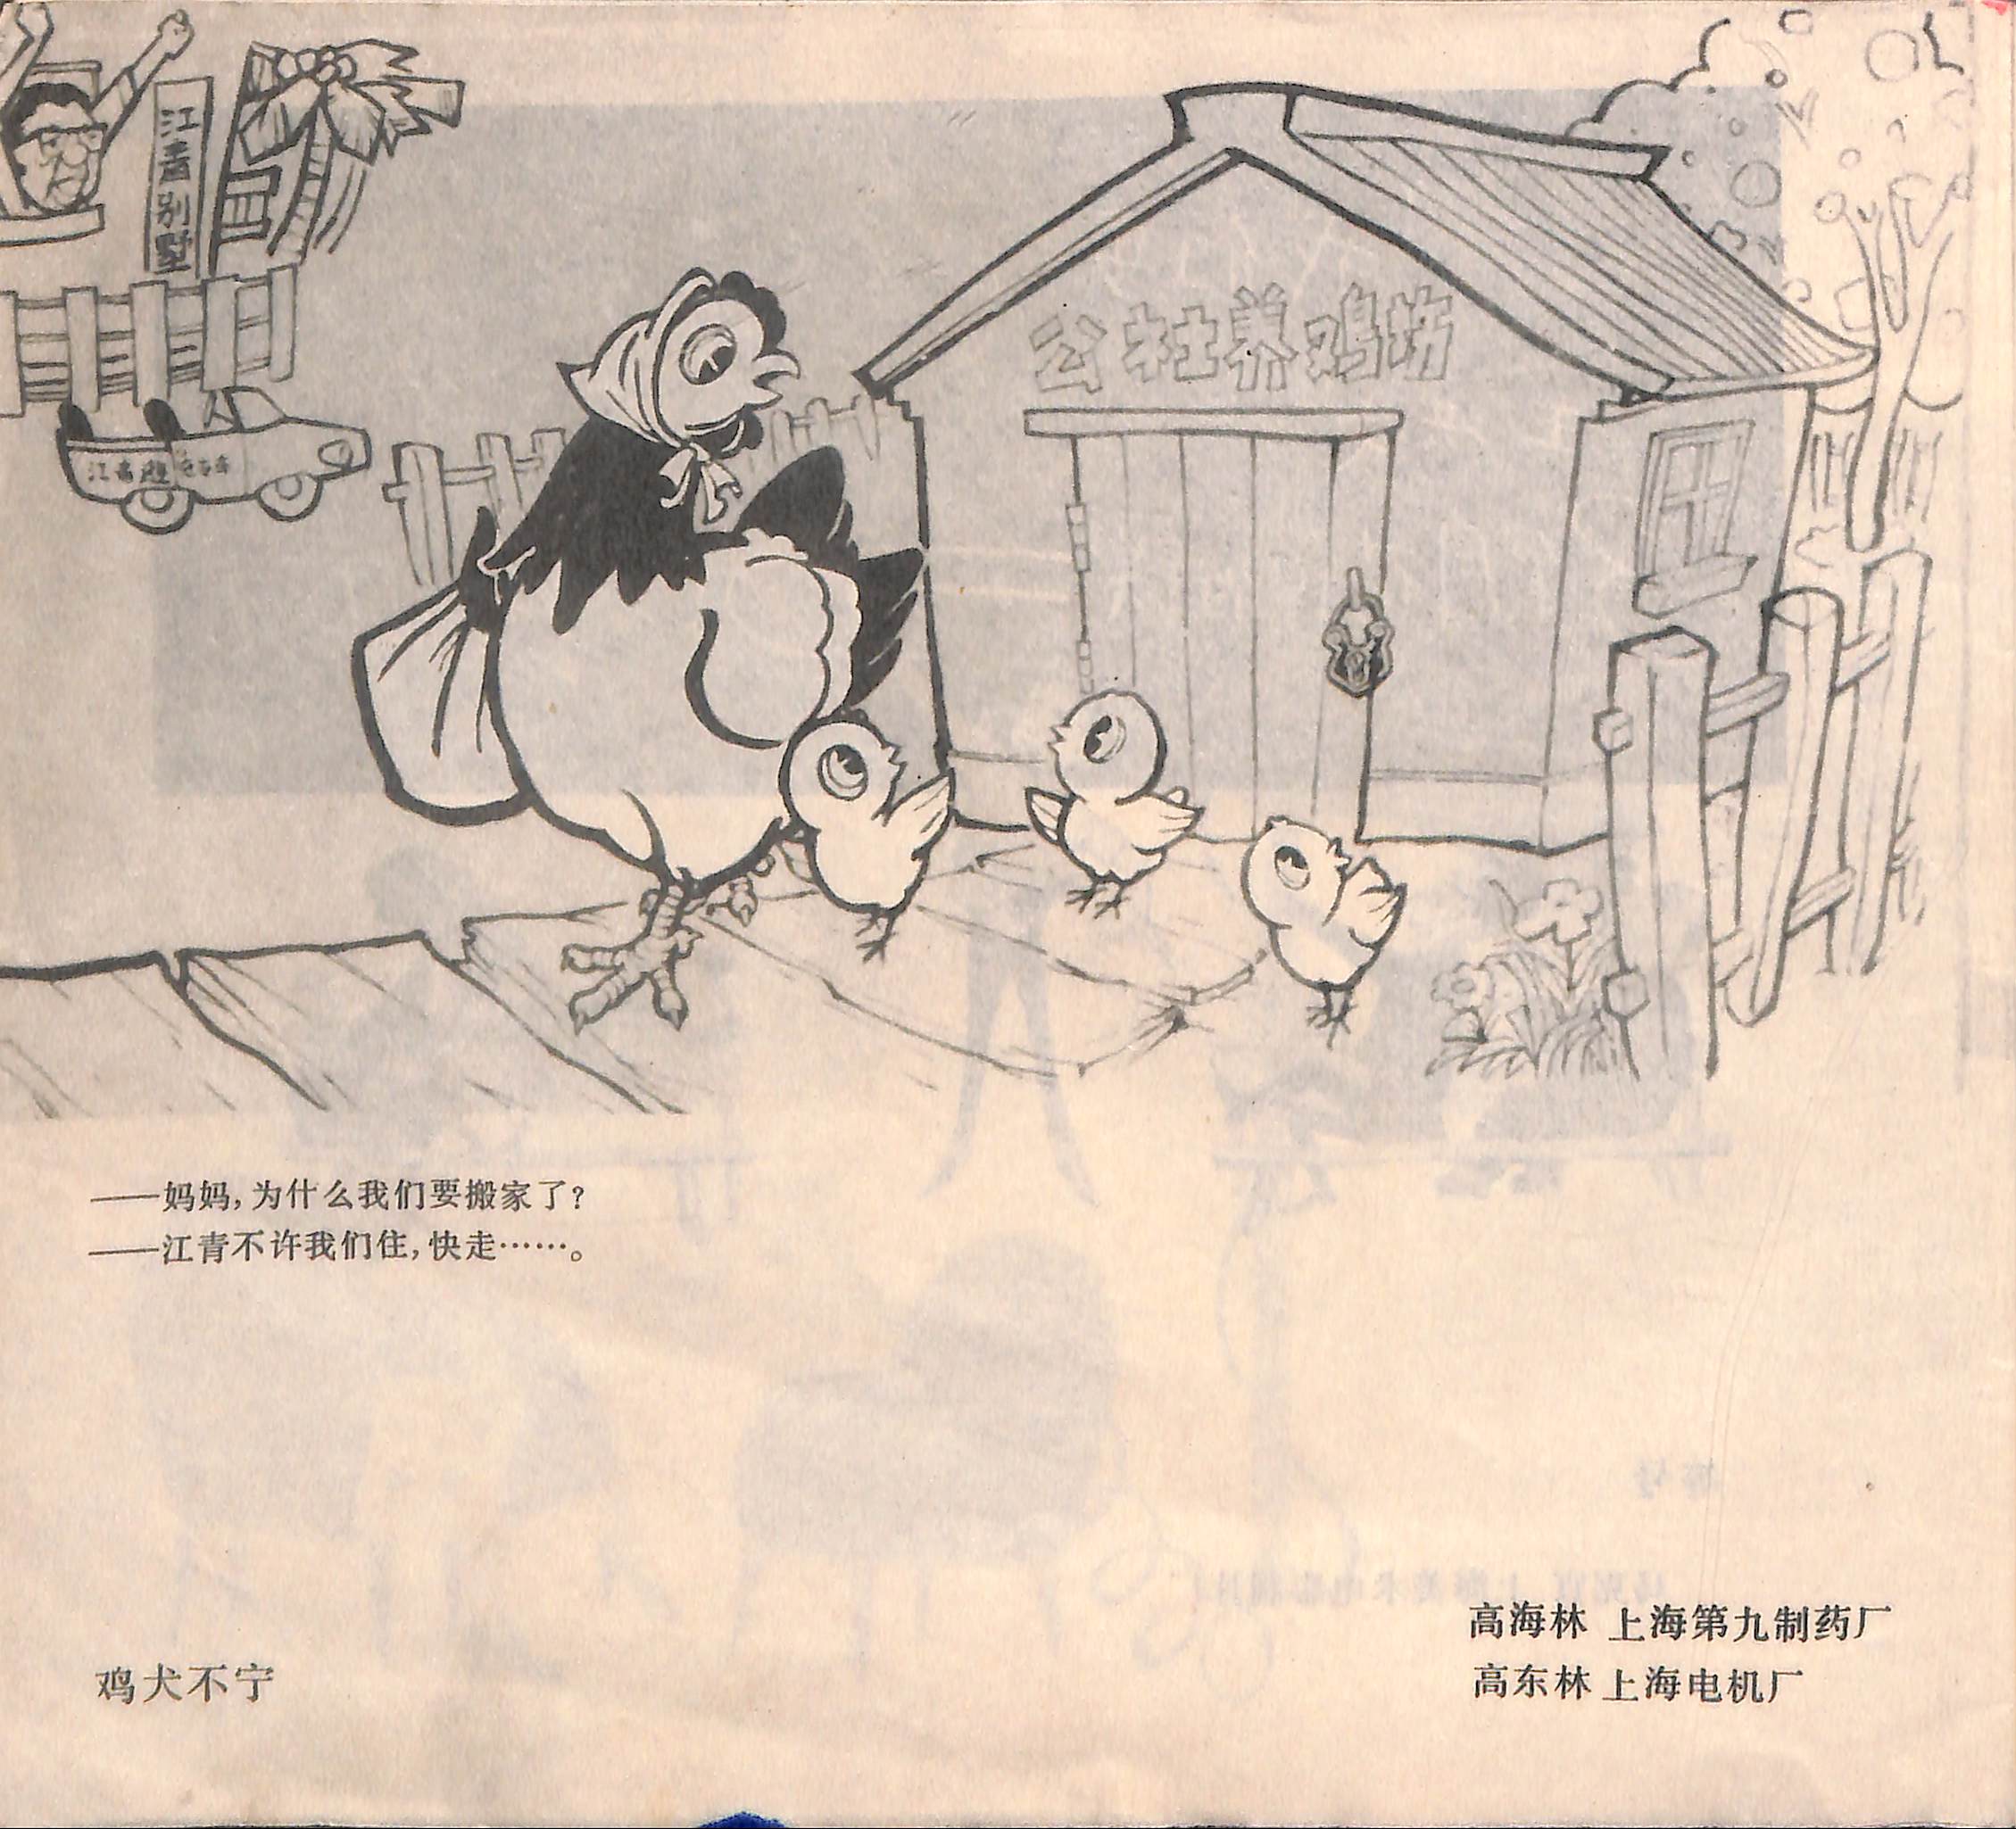 江青别墅
江青避
公社养鸡场
——妈妈，为什么我们要搬家了？
——江青不许我们住，快走……。
鸡犬不宁
高海林 上海第九制药厂
高东林 上海电机厂